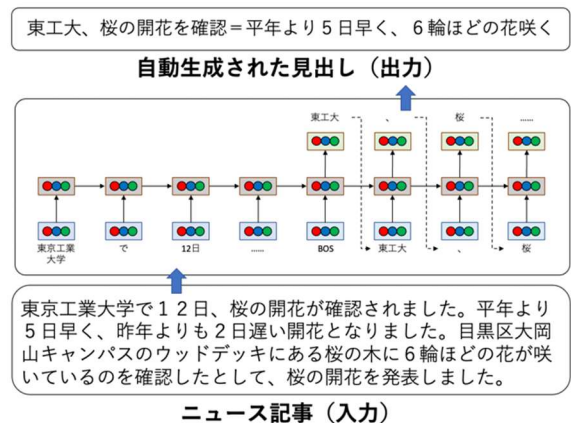 東工大、桜の開花を確認＝平年より５日早く、６輪ほどの花咲く
自動生成された見出し（出力）
東工大 、 桜 ……
東京工業 で 12日 …… BOS 東工大 、 桜
大学
東京工業大学で１２日、桜の開花が確認されました。平年より
５日早く、昨年よりも２日遅い開花となりました。目黒区大岡
山キャンパスのウッドデッキにある桜の木に６輪ほどの花が咲
いているのを確認したとして、桜の開花を発表しました。
ニュース記事（入力）